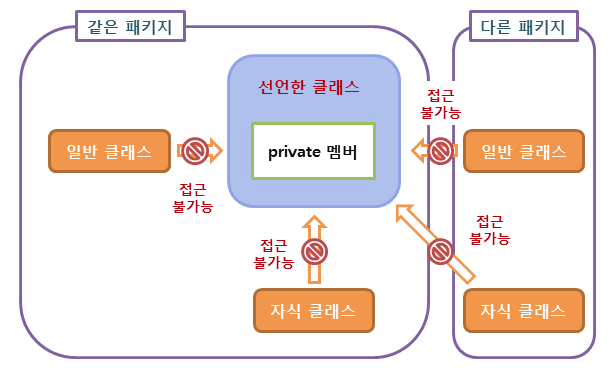 같은 패키지
다른 패키지
선언한 클래스
private 멤버
일반 클래스
접근
불가능
접근
불가능
일반 클래스
접근
불가능
자식 클래스
접근
불가능
자식 클래스